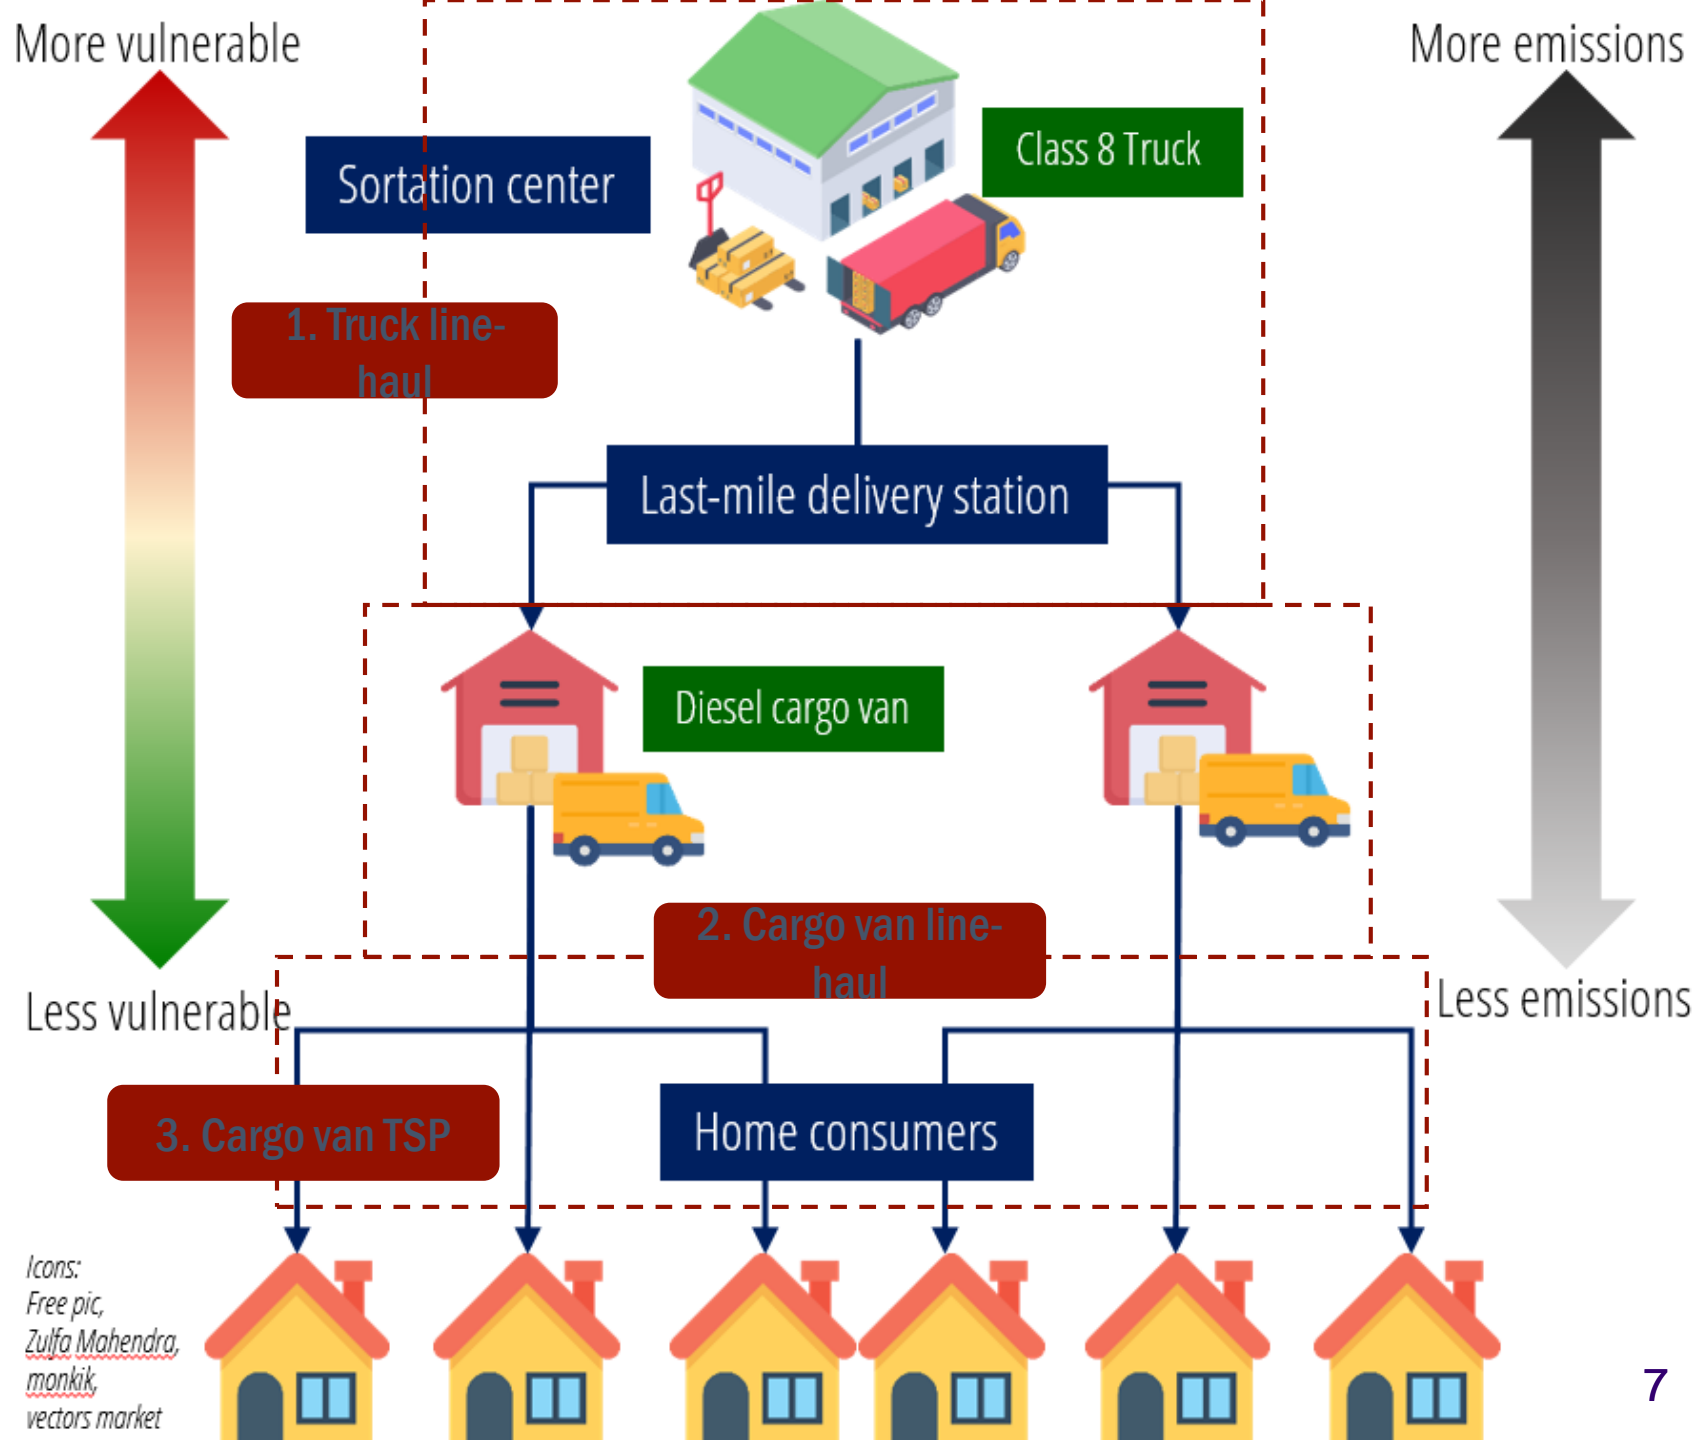 More vulnerable
More emissions
Class 8 Truck
Sortation center
1. Truck line-
haul
Last-mile delivery station
Diesel cargo van
2. Cargo van line-
haul
Less vulnerable
Less emissions
3. Cargo van TSP
Home consumers
Icons:
Free pic,
Zulfa Mahendra,
monkik,
vectors market
7